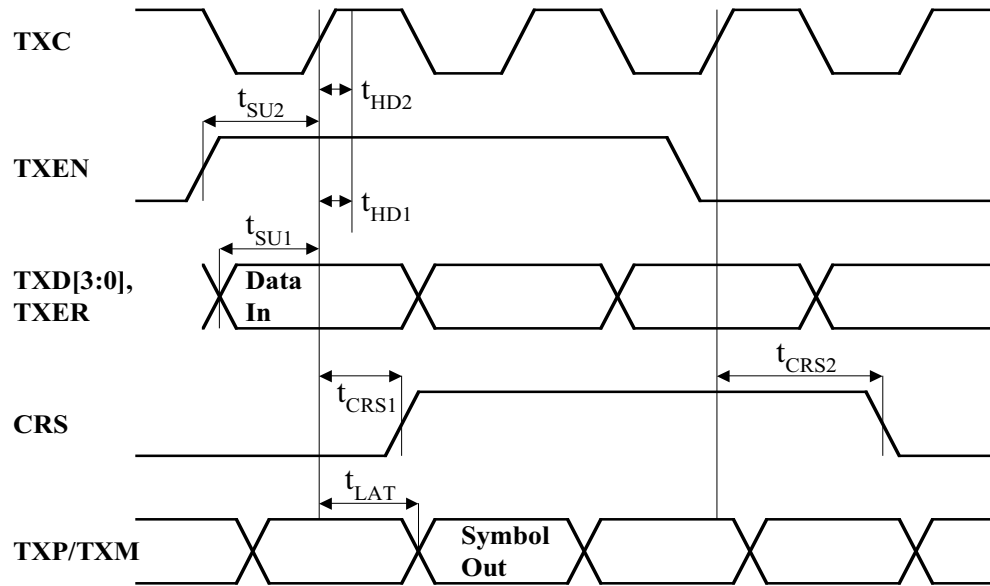 TXC
t_HD2
t_SU2
TXEN
t_HD1
t_SU1
TXD[3:0],
TXER
Data
In
t_CRS2
t_CRS1
CRS
t_LAT
TXP/TXM
Symbol
Out